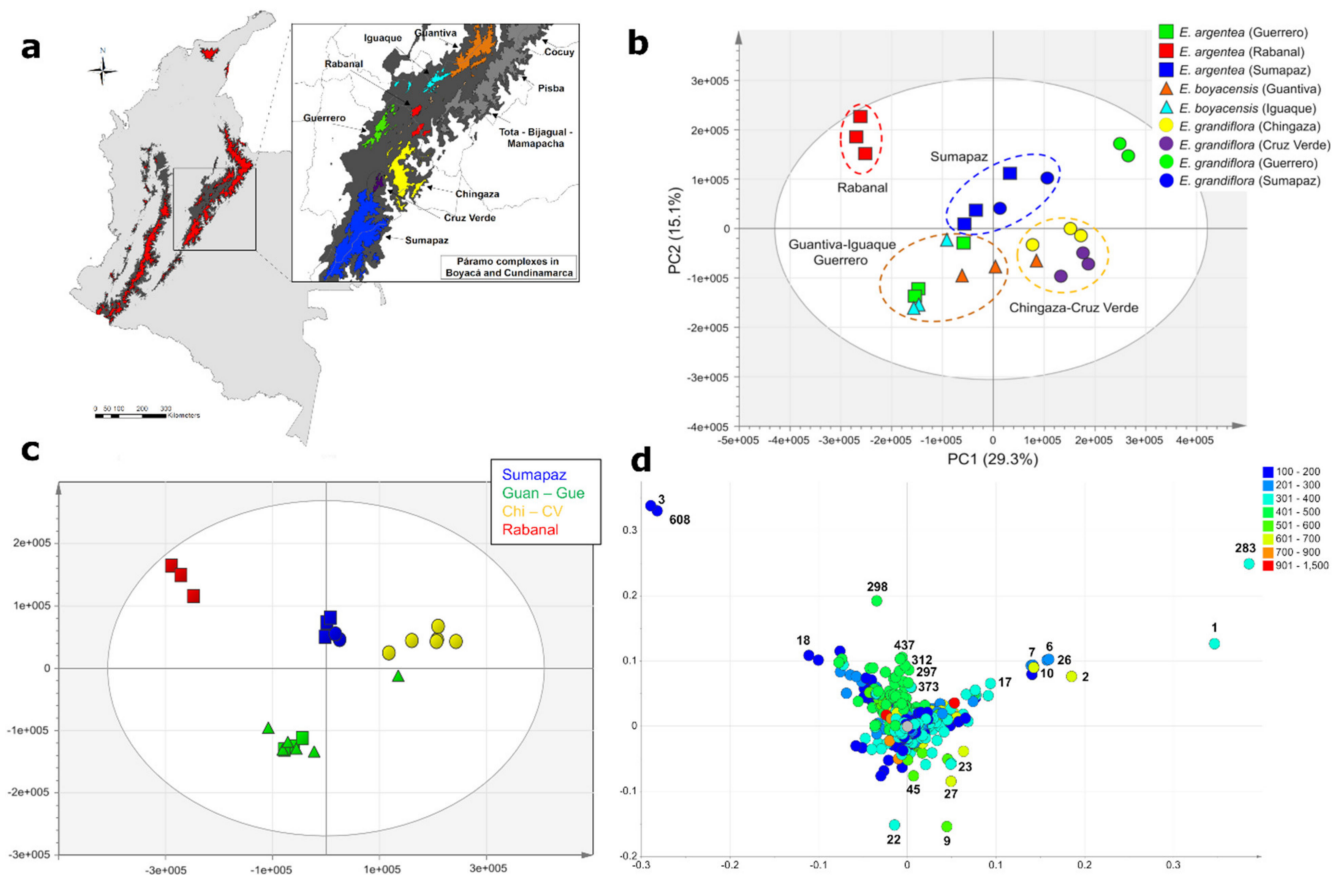 a
N
Iguaque
Guantiva
Cocuy
Rabanal
Pisba
Guerrero
Tota - Bijagual -
Mamapacha
Chingaza
Cruz Verde
Sumapaz
Páramo complexes in
Boyacá and Cundinamarca
0 50 100 200 300
Kilometers
b
4e+005
3e+005
2e+005
1e+005
0
-1e+005
-2e+005
-3e+005
-4e+005
PC2 (15.1%)
Rabanal
Sumapaz
Guantiva-Iguaque
Guerrero
Chingaza-Cruz Verde
-5e+005 -4e+005 -3e+005 -2e+005 -1e+005 0 1e+005 2e+005 3e+005 4e+005
PC1 (29.3%)
E. argentea (Guerrero)
E. argentea (Rabanal)
E. argentea (Sumapaz)
E. boyacensis (Guantiva)
E. boyacensis (Iguaque)
E. grandiflora (Chingaza)
E. grandiflora (Cruz Verde)
E. grandiflora (Guerrero)
E. grandiflora (Sumapaz)
c
Sumapaz
Guan – Gue
Chi – CV
Rabanal
2e+005
1e+005
0
-1e+005
-2e+005
-3e+005
-3e+005 -1e+005 1e+005 3e+005
d
3
608
283
298
1
18
437
312
297
373
7
6
26
10
2
17
23
27
45
22
9
0.3
0.2
0.1
0
-0.1
-0.2
-0.3 -0.1 0 0.1 0.3
100 - 200
201 - 300
301 - 400
401 - 500
501 - 600
601 - 700
700 - 900
901 - 1,500